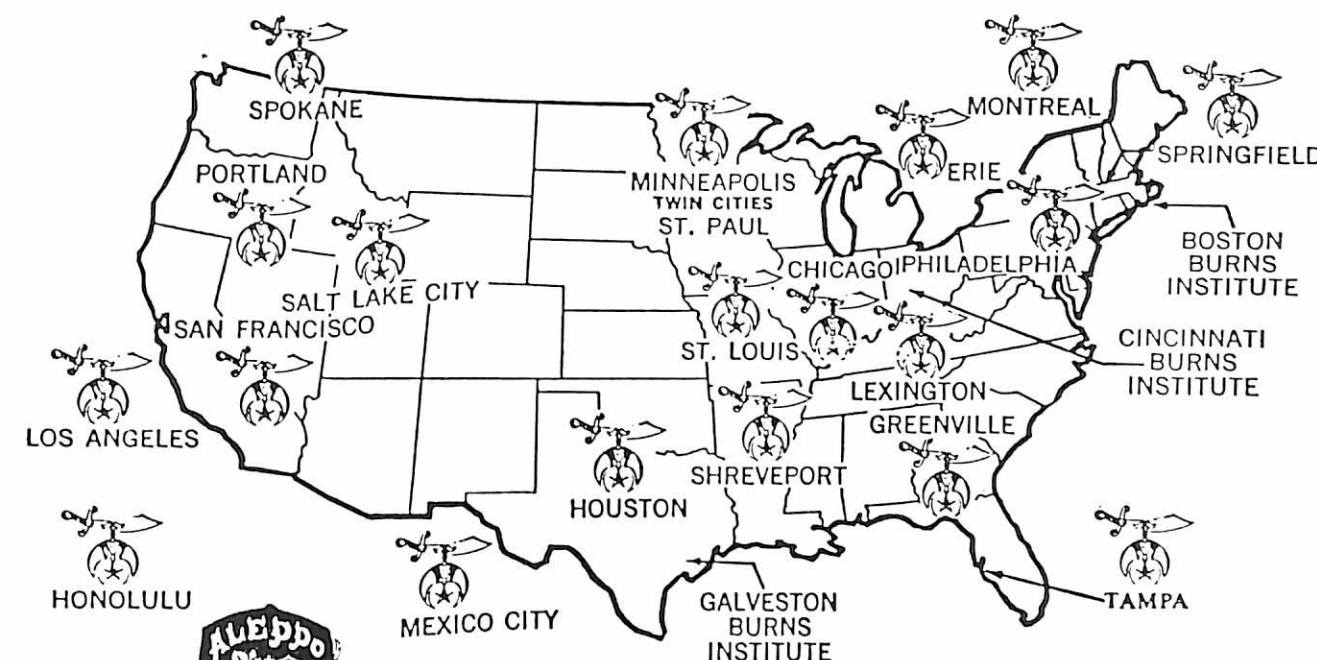 SPOKANE
MONTREAL
SPRINGFIELD
ERIE
PORTLAND
MINNEAPOLIS
TWIN CITIES
ST. PAUL
BOSTON
BURNS
INSTITUTE
CHICAGO
PHILADELPHIA
SALT LAKE CITY
SAN FRANCISCO
ST. LOUIS
CINCINNATI
BURNS
INSTITUTE
LEXINGTON
LOS ANGELES
GREENVILLE
SHREVEPORT
HOUSTON
HONOLULU
MEXICO CITY
GALVESTON
BURNS
INSTITUTE
TAMPA
ALEPPO